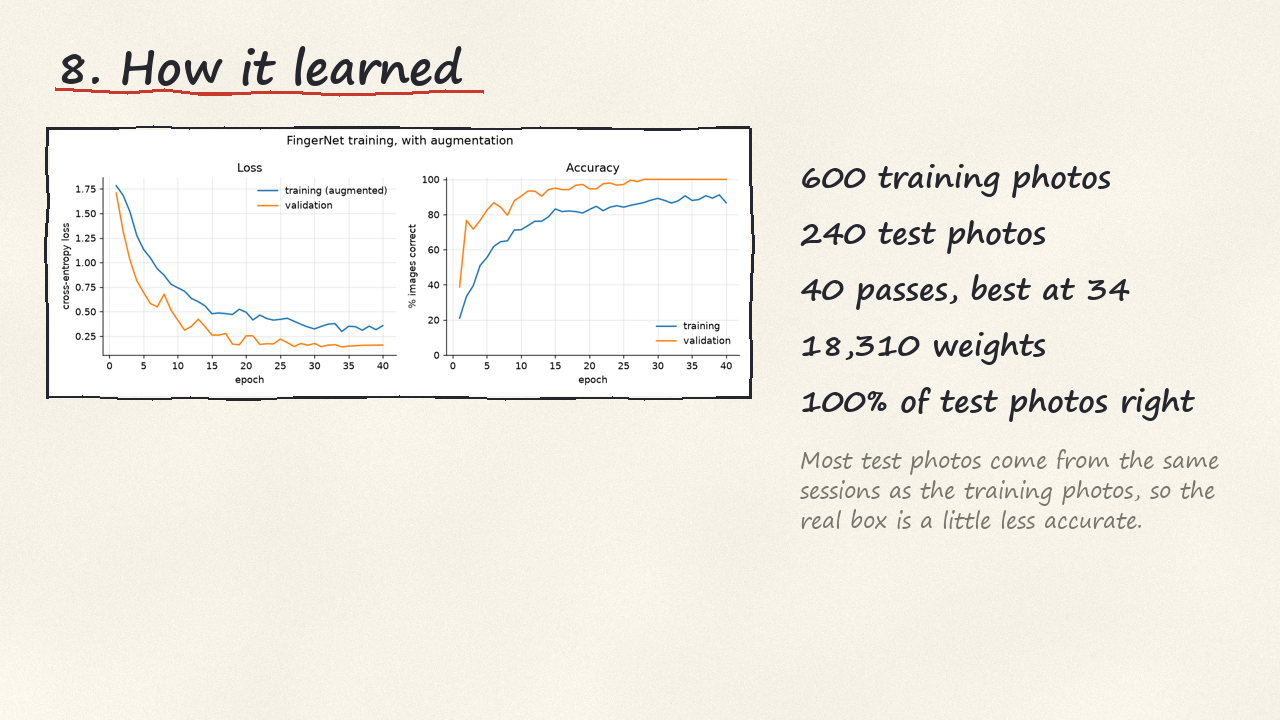 8. How it learned
FingerNet training, with augmentation
Loss
1.75
1.50
1.25
1.00
0.75
0.50
0.25
cross-entropy loss
training (augmented)
validation
0 5 10 15 20 25 30 35 40
epoch
Accuracy
100
80
60
40
20
0
% images correct
training
validation
0 5 10 15 20 25 30 35 40
epoch
600 training photos
240 test photos
40 passes, best at 34
18,310 weights
100% of test photos right
Most test photos come from the same
sessions as the training photos, so the
real box is a little less accurate.